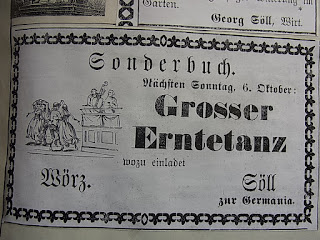 Garten.
Georg Söll, Wirt.
Sonderbuch.
Nächsten Sonntag, 6. Oktober:
Grosser
Erntetanz
wozu einladet
Wörz.
Söll
zur Germania.